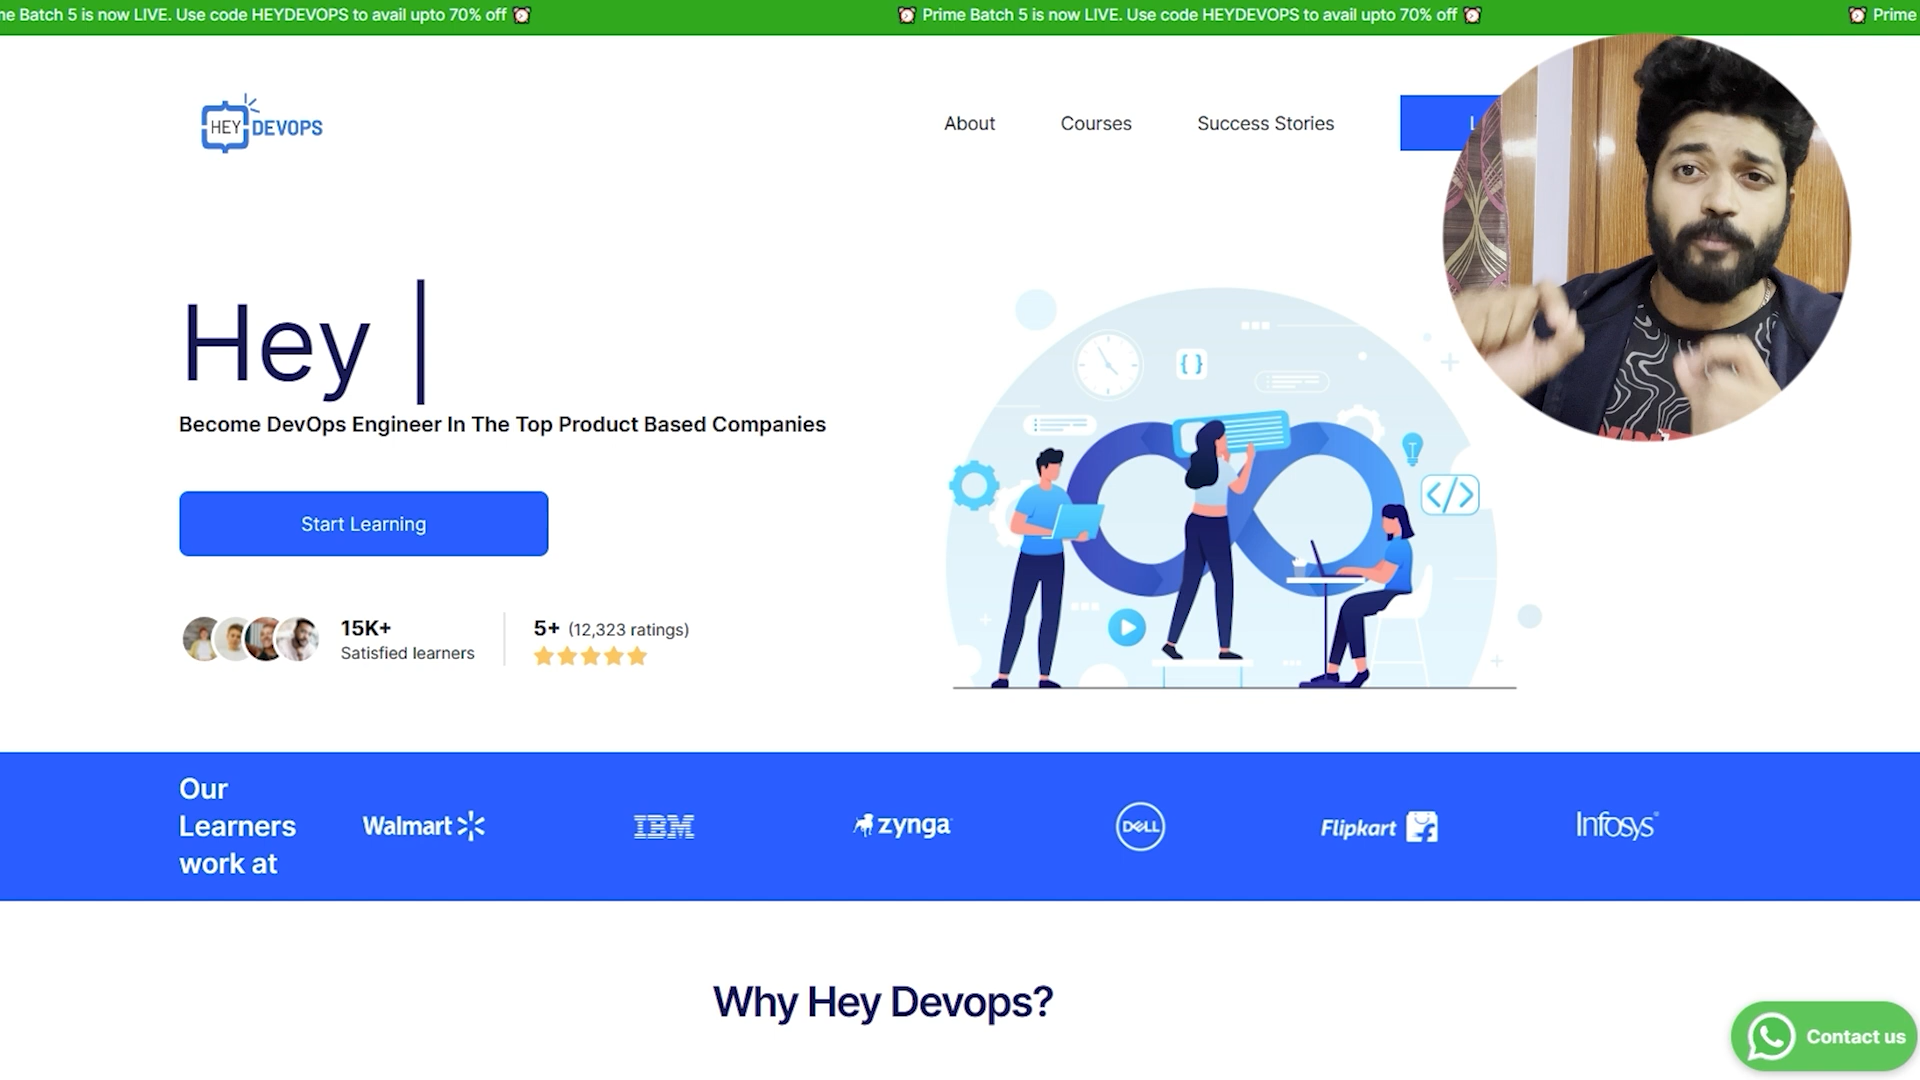 me Batch 5 is now LIVE. Use code HEYDEVOPS to avail upto 70% off ⏰
⏰ Prime Batch 5 is now LIVE. Use code HEYDEVOPS to avail upto 70% off ⏰
⏰ Prime
HEY DEVOPS
About
Courses
Success Stories
L
Hey |
Become DevOps Engineer In The Top Product Based Companies
Start Learning
15K+
Satisfied learners
5+ (12,323 ratings)
Our
Learners
work at
Walmart
IBM
zynga
DELL
Flipkart
Infosys
Why Hey Devops?
Contact us